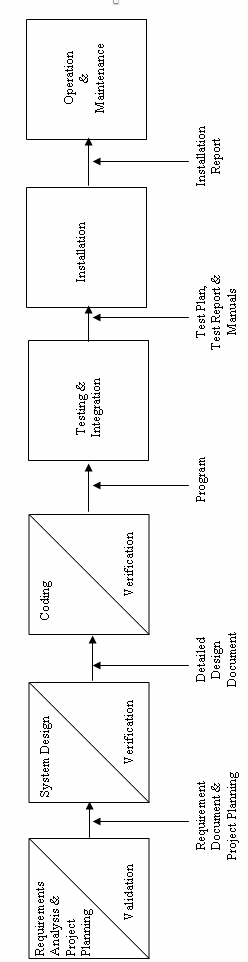 Requirements
Analysis &
Project
Planning
Validation
System Design
Verification
Coding
Verification
Testing &
Integration
Installation
Operation
&
Maintenance
Requirement
Document &
Project Planning
Detailed
Design
Document
Program
Test Plan,
Test Report &
Manuals
Installation
Report